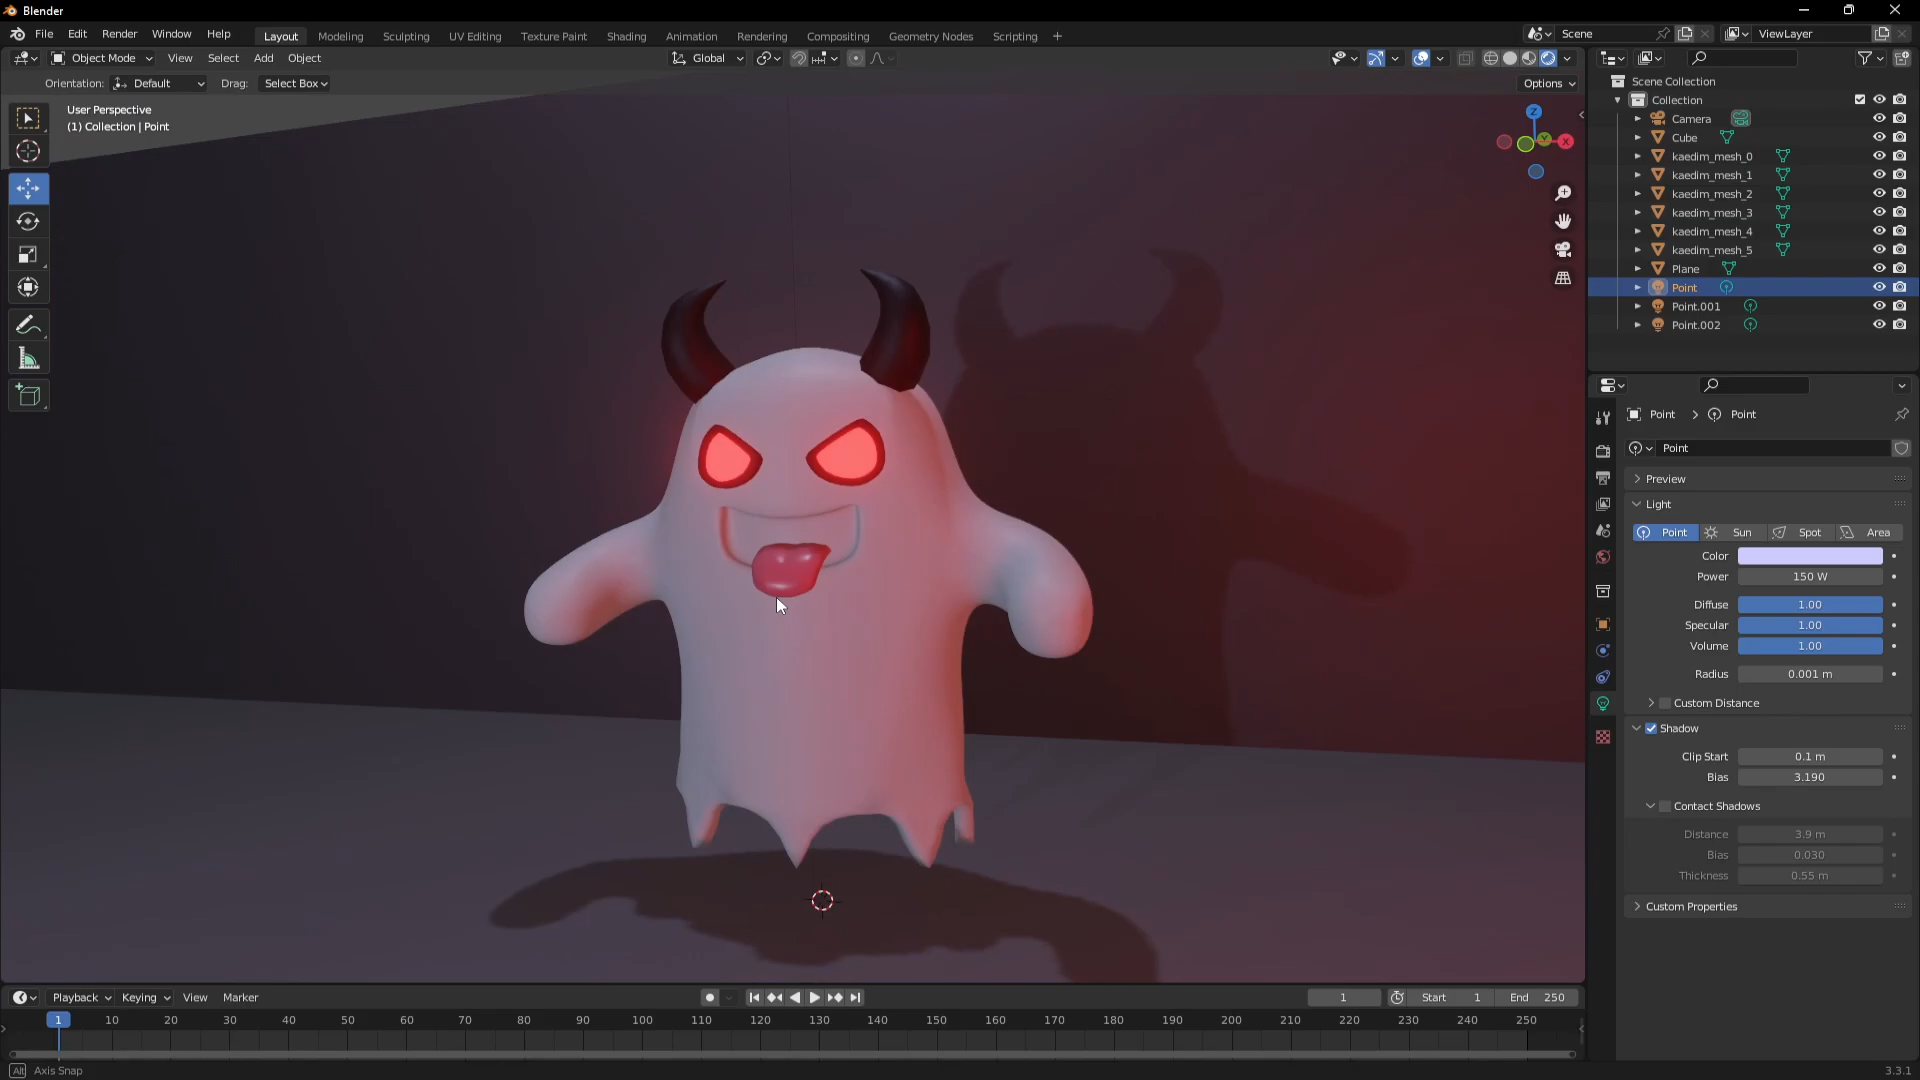 Blender
File Edit Render Window Help Layout Modeling Sculpting UV Editing Texture Paint Shading Animation Rendering Compositing Geometry Nodes Scripting + Scene ViewLayer
Object Mode View Select Add Object Global
Orientation: Default Drag: Select Box Options
User Perspective
(1) Collection | Point
Z
Y
X
Scene Collection
Collection
Camera
Cube
kaedim_mesh_0
kaedim_mesh_1
kaedim_mesh_2
kaedim_mesh_3
kaedim_mesh_4
kaedim_mesh_5
Plane
Point
Point.001
Point.002
Point > Point
Point
Preview
Light
Point Sun Spot Area
Color
Power 150 W
Diffuse 1.00
Specular 1.00
Volume 1.00
Radius 0.001 m
Custom Distance
Shadow
Clip Start 0.1 m
Bias 3.190
Contact Shadows
Distance 3.9 m
Bias 0.030
Thickness 0.55 m
Custom Properties
Playback Keying View Marker 1 Start 1 End 250
1 10 20 30 40 50 60 70 80 90 100 110 120 130 140 150 160 170 180 190 200 210 220 230 240 250
Alt Axis Snap
3.3.1